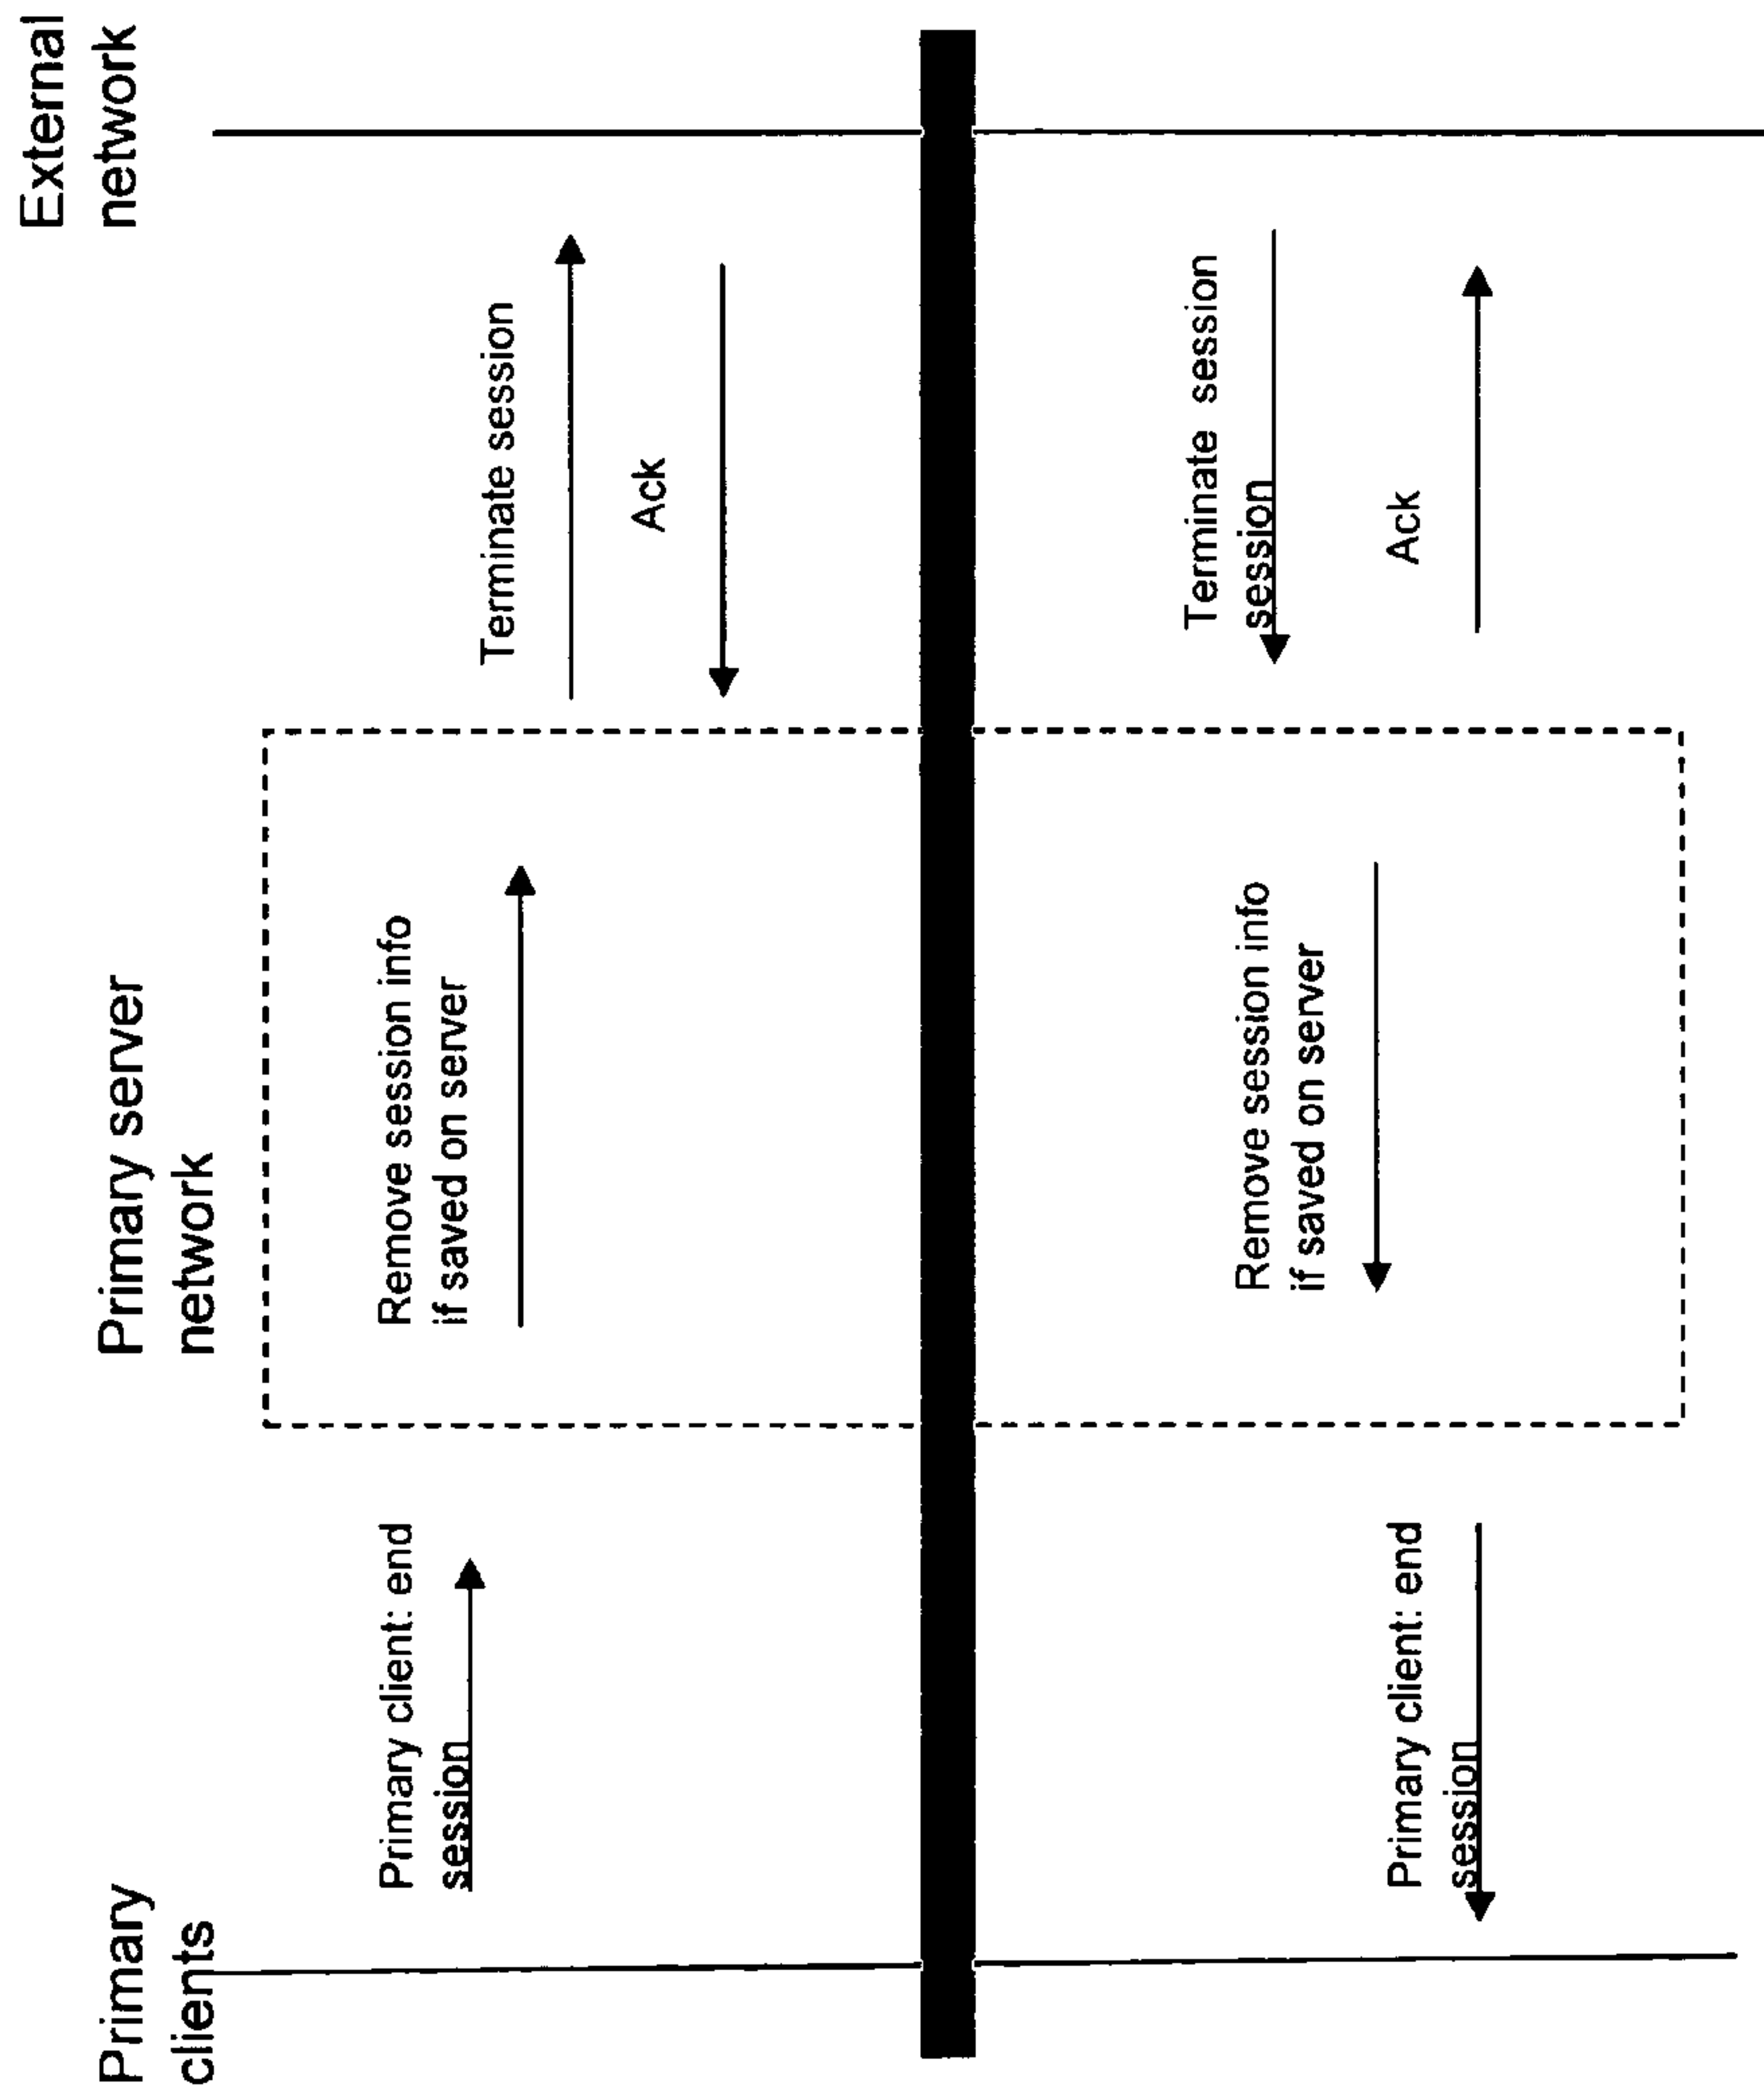 Primary
clients
Primary server
network
External
network
Primary client: end
session
Remove session info
if saved on server
Terminate session
Ack
Terminate session
session
Ack
Remove session info
if saved on server
Primary client: end
session